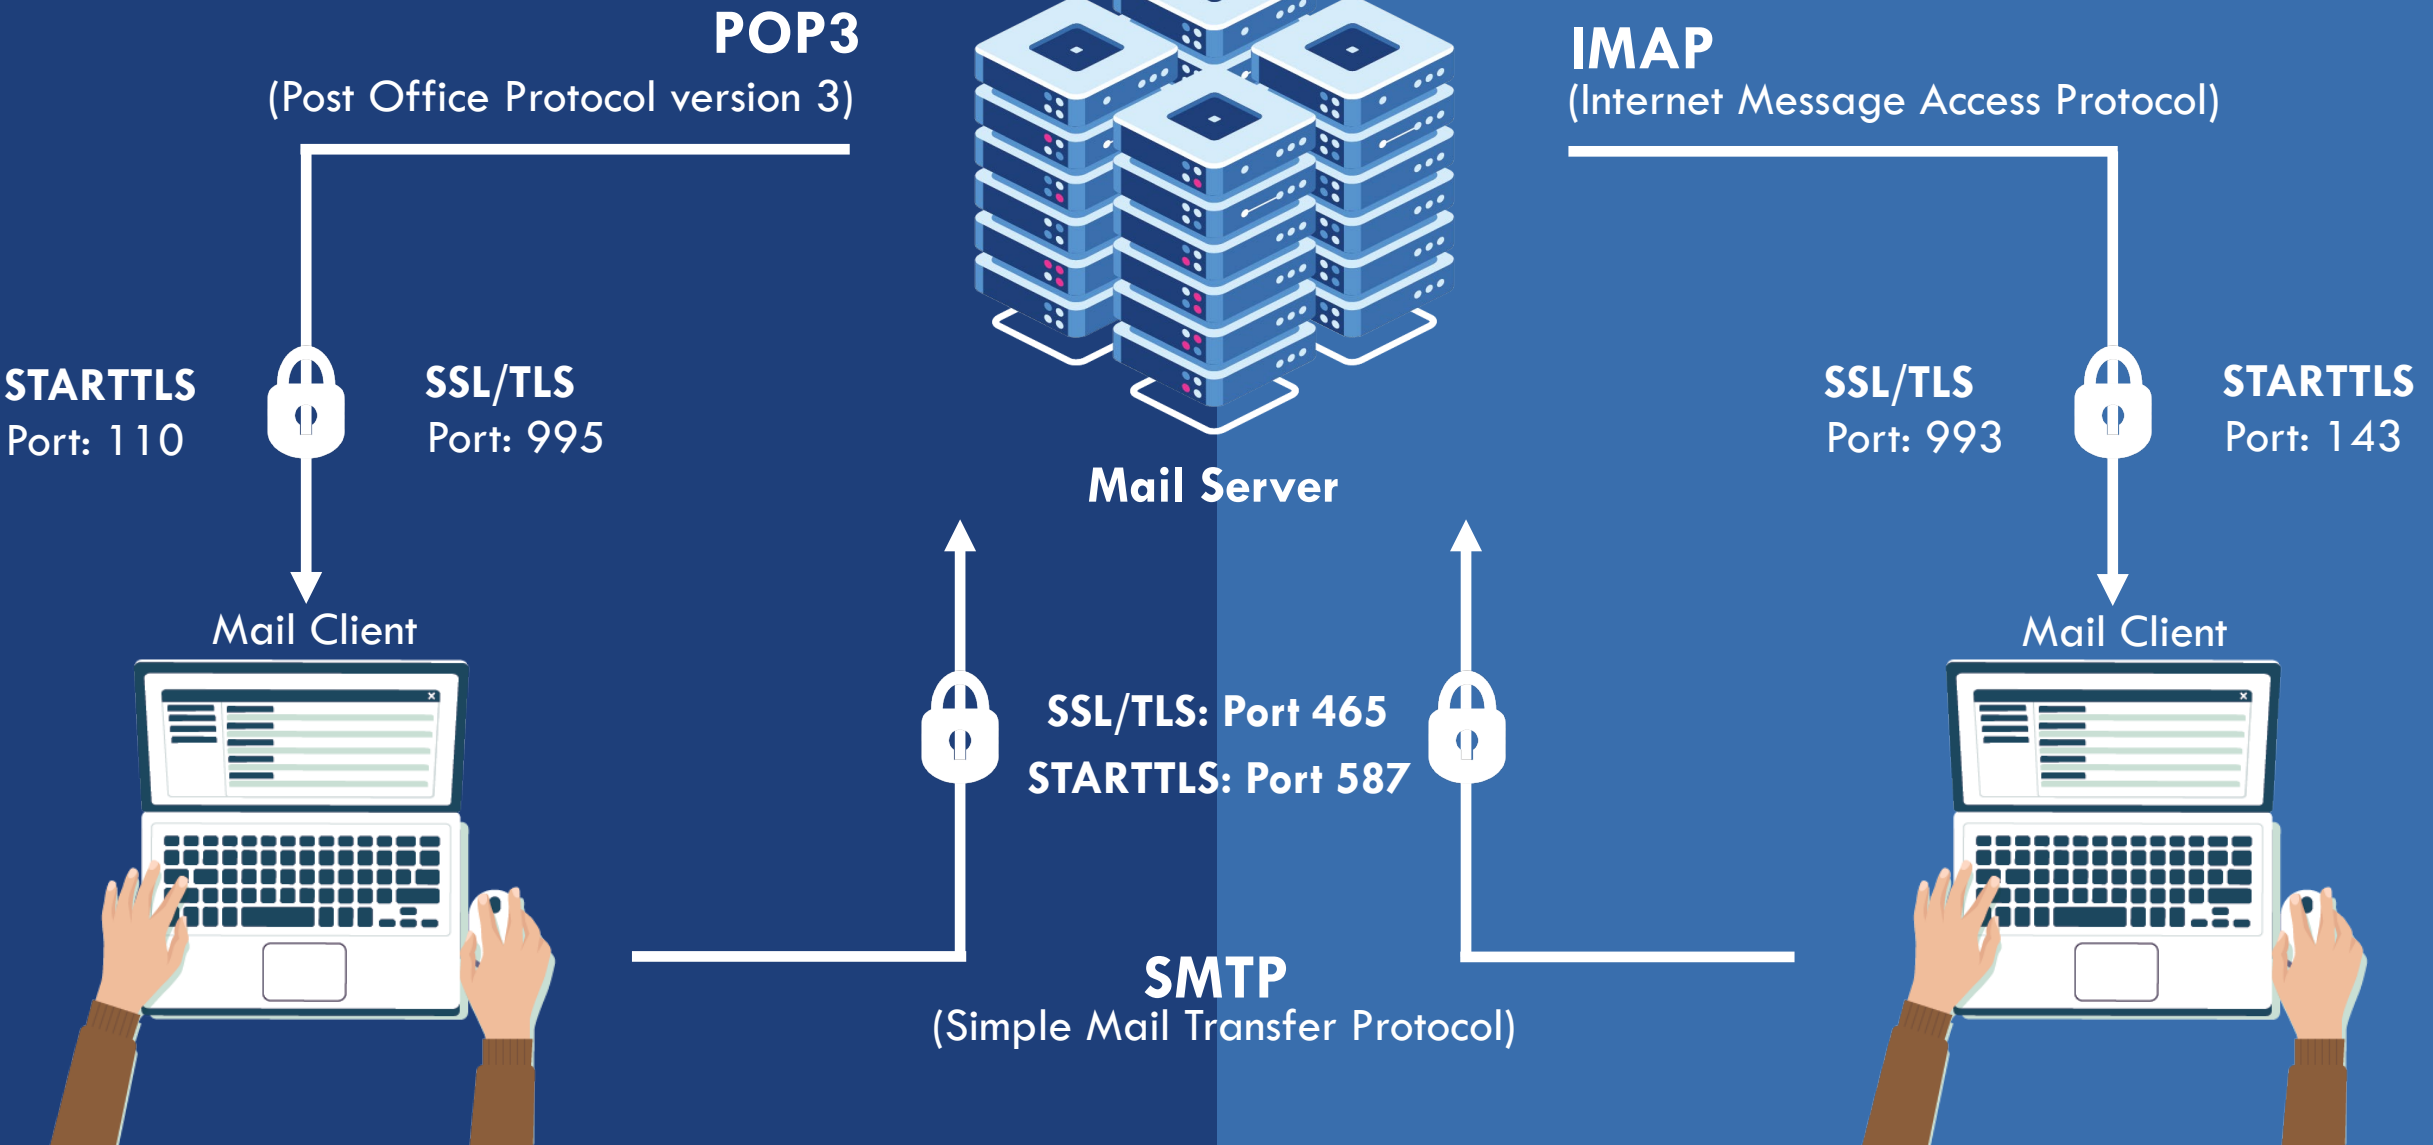 POP3
(Post Office Protocol version 3)
IMAP
(Internet Message Access Protocol)
STARTTLS
Port: 110
SSL/TLS
Port: 995
SSL/TLS
Port: 993
STARTTLS
Port: 143
Mail Server
Mail Client
Mail Client
SSL/TLS: Port 465
STARTTLS: Port 587
SMTP
(Simple Mail Transfer Protocol)